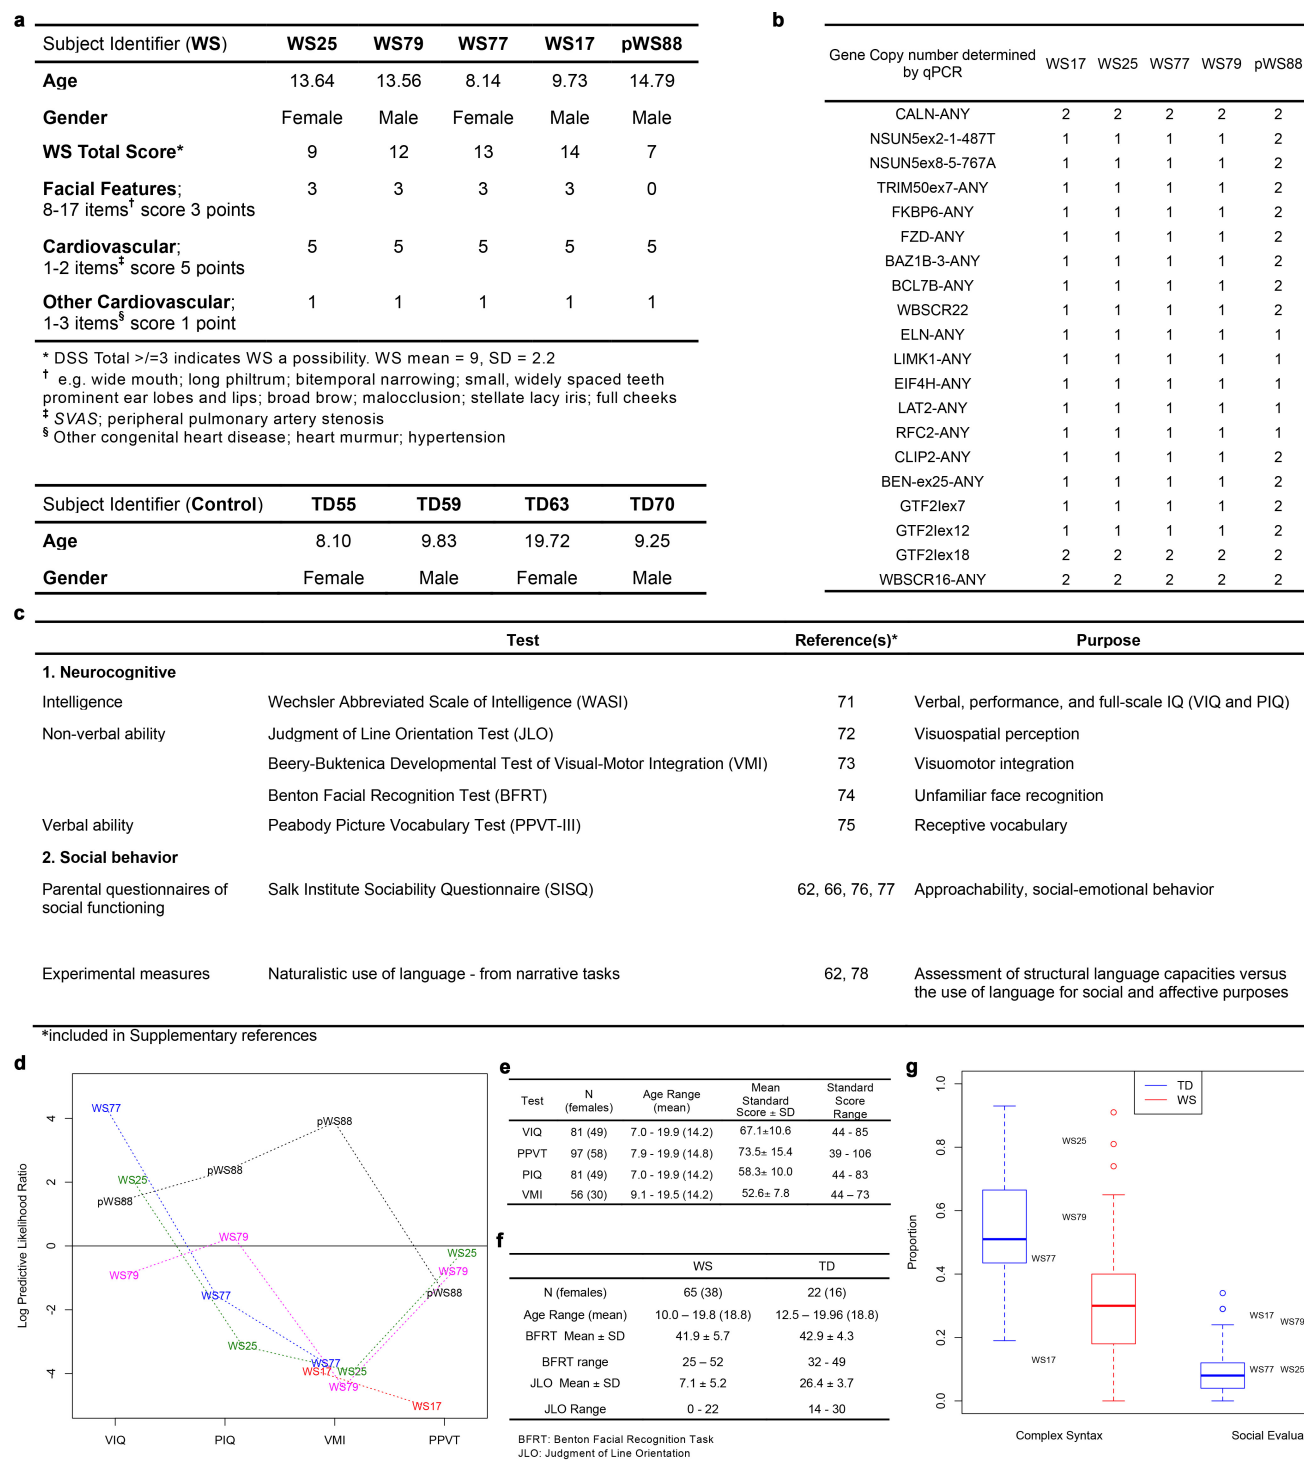 a
Subject Identifier (WS) WS25 WS79 WS77 WS17 pWS88
Age 13.64 13.56 8.14 9.73 14.79
Gender Female Male Female Male Male
WS Total Score* 9 12 13 14 7
Facial Features; 3 3 3 3 0
8-17 items† score 3 points
Cardiovascular; 5 5 5 5 5
1-2 items‡ score 5 points
Other Cardiovascular; 1 1 1 1 1
1-3 items§ score 1 point
* DSS Total >/=3 indicates WS a possibility. WS mean = 9, SD = 2.2
† e.g. wide mouth; long philtrum; bitemporal narrowing; small, widely spaced teeth
prominent ear lobes and lips; broad brow; malocclusion; stellate lacy iris; full cheeks
‡ SVAS; peripheral pulmonary artery stenosis
§ Other congenital heart disease; heart murmur; hypertension
Subject Identifier (Control) TD55 TD59 TD63 TD70
Age 8.10 9.83 19.72 9.25
Gender Female Male Female Male
b
Gene Copy number determined
by qPCR WS17 WS25 WS77 WS79 pWS88
CALN-ANY 2 2 2 2 2
NSUN5ex2-1-487T 1 1 1 1 2
NSUN5ex8-5-767A 1 1 1 1 2
TRIM50ex7-ANY 1 1 1 1 2
FKBP6-ANY 1 1 1 1 2
FZD-ANY 1 1 1 1 2
BAZ1B-3-ANY 1 1 1 1 2
BCL7B-ANY 1 1 1 1 2
WBSCR22 1 1 1 1 2
ELN-ANY 1 1 1 1 1
LIMK1-ANY 1 1 1 1 1
EIF4H-ANY 1 1 1 1 1
LAT2-ANY 1 1 1 1 1
RFC2-ANY 1 1 1 1 1
CLIP2-ANY 1 1 1 1 2
BEN-ex25-ANY 1 1 1 1 2
GTF2Iex7 1 1 1 1 2
GTF2Iex12 1 1 1 1 2
GTF2Iex18 2 2 2 2 2
WBSCR16-ANY 2 2 2 2 2
c
Test Reference(s)* Purpose
1. Neurocognitive
Intelligence Wechsler Abbreviated Scale of Intelligence (WASI) 71 Verbal, performance, and full-scale IQ (VIQ and PIQ)
Non-verbal ability Judgment of Line Orientation Test (JLO) 72 Visuospatial perception
Beery-Buktenica Developmental Test of Visual-Motor Integration (VMI) 73 Visuomotor integration
Benton Facial Recognition Test (BFRT) 74 Unfamiliar face recognition
Verbal ability Peabody Picture Vocabulary Test (PPVT-III) 75 Receptive vocabulary
2. Social behavior
Parental questionnaires of Salk Institute Sociability Questionnaire (SISQ) 62, 66, 76, 77 Approachability, social-emotional behavior
social functioning
Experimental measures Naturalistic use of language - from narrative tasks 62, 78 Assessment of structural language capacities versus
the use of language for social and affective purposes
*included in Supplementary references
d
Log Predictive Likelihood Ratio
4
2
0
-2
-4
WS77
pWS88
pWS88
WS25
pWS88
WS79
WS25
WS79
WS79
pWS88
WS77
WS25
WS77
WS17 WS25
WS79
WS17
VIQ PIQ VMI PPVT
e
Test N (females) Age Range (mean) Mean Standard Score ± SD Standard Score Range
VIQ 81 (49) 7.0 - 19.9 (14.2) 67.1±10.6 44 - 85
PPVT 97 (58) 7.9 - 19.9 (14.8) 73.5± 15.4 39 - 106
PIQ 81 (49) 7.0 - 19.9 (14.2) 58.3± 10.0 44 - 83
VMI 56 (30) 9.1 - 19.5 (14.2) 52.6± 7.8 44 – 73
f
WS TD
N (females) 65 (38) 22 (16)
Age Range (mean) 10.0 – 19.8 (18.8) 12.5 – 19.96 (18.8)
BFRT Mean ± SD 41.9 ± 5.7 42.9 ± 4.3
BFRT range 25 – 52 32 - 49
JLO Mean ± SD 7.1 ± 5.2 26.4 ± 3.7
JLO Range 0 - 22 14 - 30
BFRT: Benton Facial Recognition Task
JLO: Judgment of Line Orientation
g
Proportion
1.0
0.8
0.6
0.4
0.2
0.0
TD
WS
WS25
WS79
WS77
WS17
WS17 WS79
WS77 WS25
Complex Syntax Social Evalua